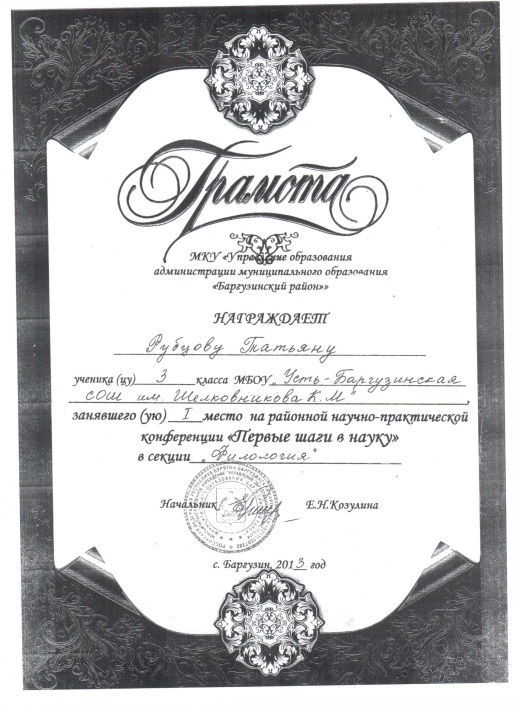 Грамота
МКУ «Управление образования
администрации муниципального образования
«Баргузинский район»»
НАГРАЖДАЕТ
Рубцову Татьяну
ученика (цу) 3 класса МБОУ „Усть-Баргузинская
СОШ им. Шелковникова К.М"
занявшего (ую) I место на районной научно-практической
конференции «Первые шаги в науку»
в секции „Филология"
Начальник Е.Н.Козулина
с. Баргузин, 2013 год